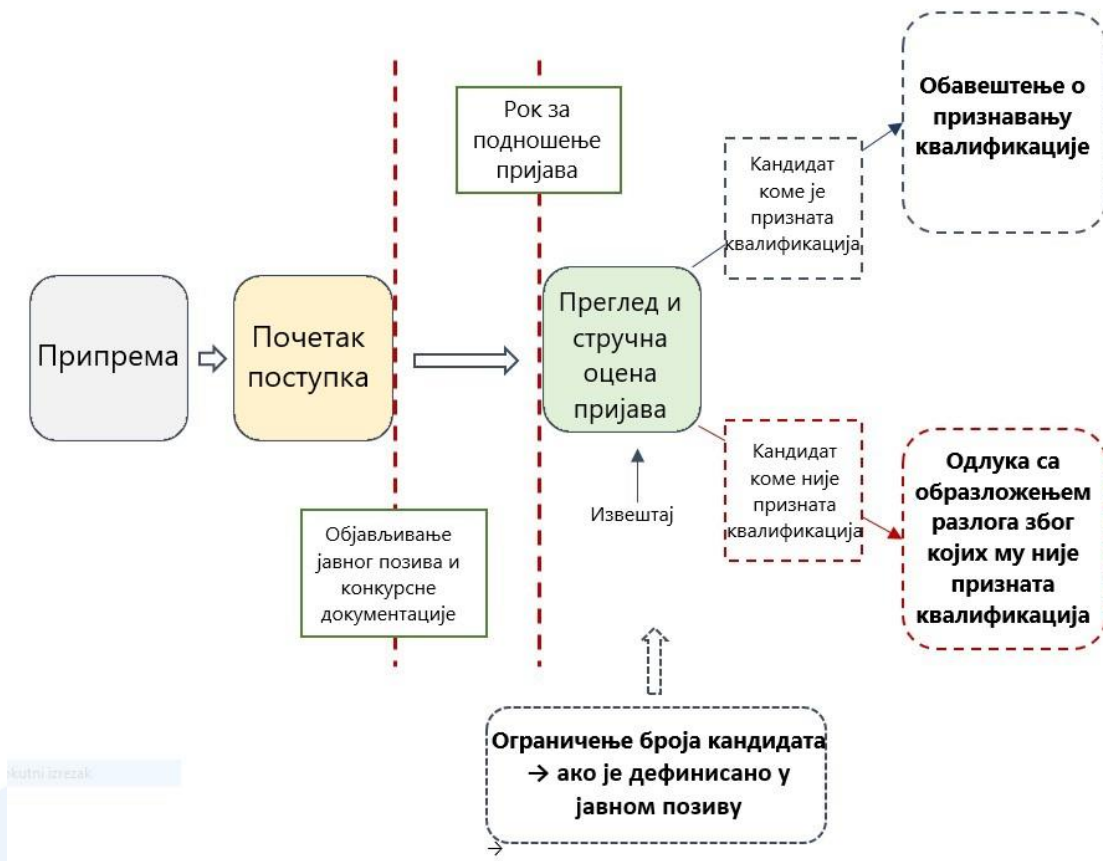 Припрема
Почетак
поступка
Објављивање
јавног позива и
конкурсне
документације
Рок за
подношење
пријава
Преглед и
стручна
оцена
пријава
Извештај
Кандидат
коме је
призната
квалификација
Обавештење о
признавању
квалификације
Кандидат
коме није
призната
квалификација
Одлука са
образложењем
разлога због
којих му није
призната
квалификација
Ограничење броја кандидата
→ ако је дефинисано у
јавном позиву
→
izrezak